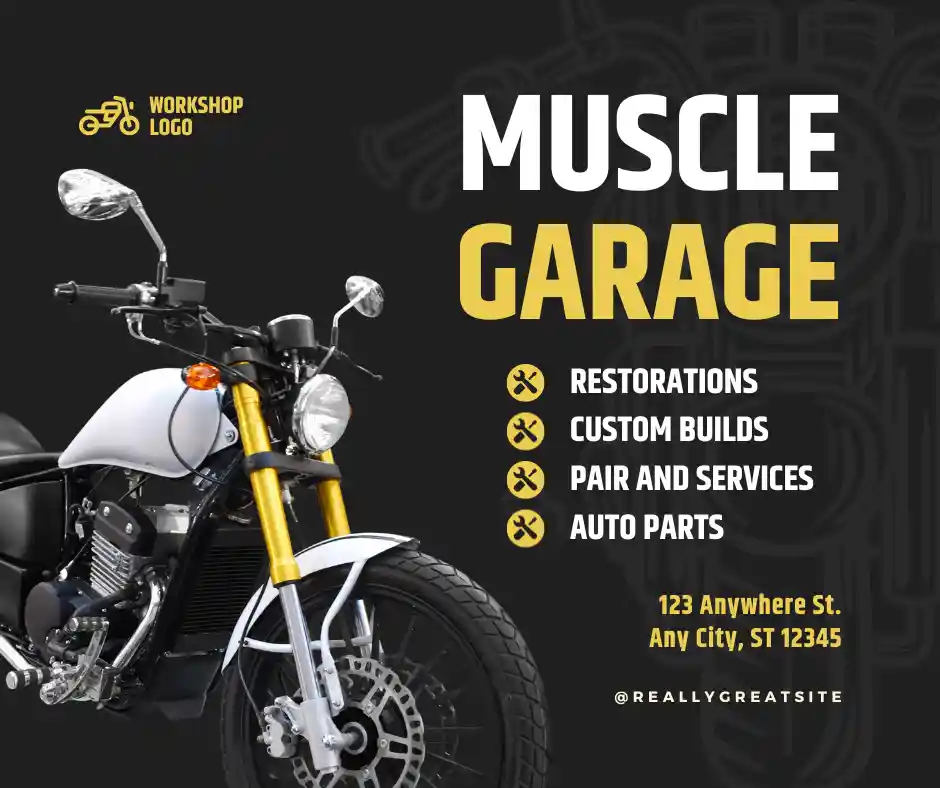 WORKSHOP
LOGO
MUSCLE
GARAGE
RESTORATIONS
CUSTOM BUILDS
PAIR AND SERVICES
AUTO PARTS
123 Anywhere St.
Any City, ST 12345
@REALLYGREATSITE